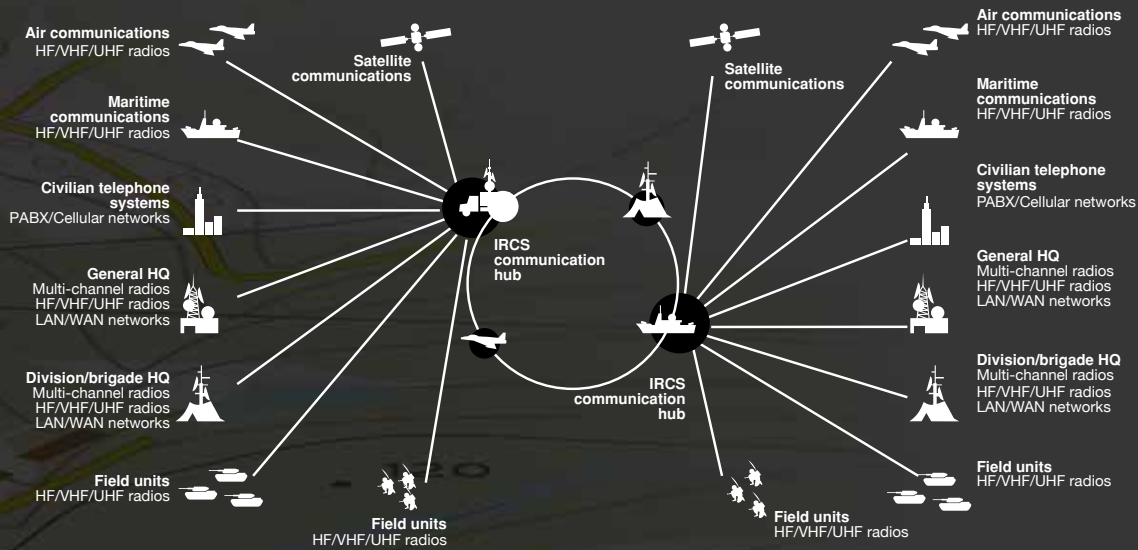 Air communications
HF/VHF/UHF radios
Maritime
communications
HF/VHF/UHF radios
Civilian telephone
systems
PABX/Cellular networks
General HQ
Multi-channel radios
HF/VHF/UHF radios
LAN/WAN networks
Division/brigade HQ
Multi-channel radios
HF/VHF/UHF radios
LAN/WAN networks
Field units
HF/VHF/UHF radios
Satellite
communications
IRCS
communication
hub
Field units
HF/VHF/UHF radios
120
Satellite
communications
IRCS
communication
hub
Field units
HF/VHF/UHF radios
Air communications
HF/VHF/UHF radios
Maritime
communications
HF/VHF/UHF radios
Civilian telephone
systems
PABX/Cellular networks
General HQ
Multi-channel radios
HF/VHF/UHF radios
LAN/WAN networks
Division/brigade HQ
Multi-channel radios
HF/VHF/UHF radios
LAN/WAN networks
Field units
HF/VHF/UHF radios